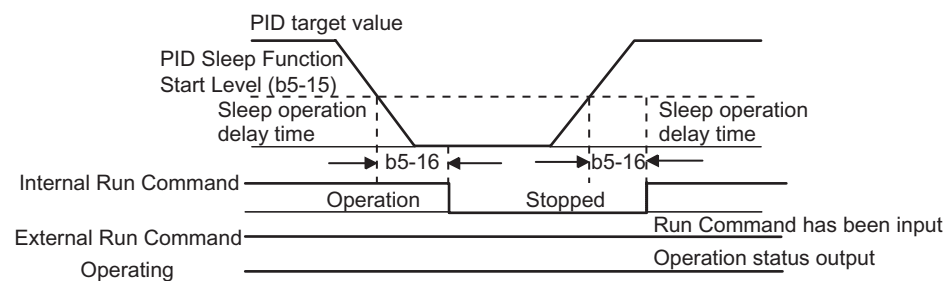 PID target value
PID Sleep Function
Start Level (b5-15)
Sleep operation
delay time
Sleep operation
delay time
b5-16
b5-16
Internal Run Command
Operation
Stopped
External Run Command
Run Command has been input
Operating
Operation status output